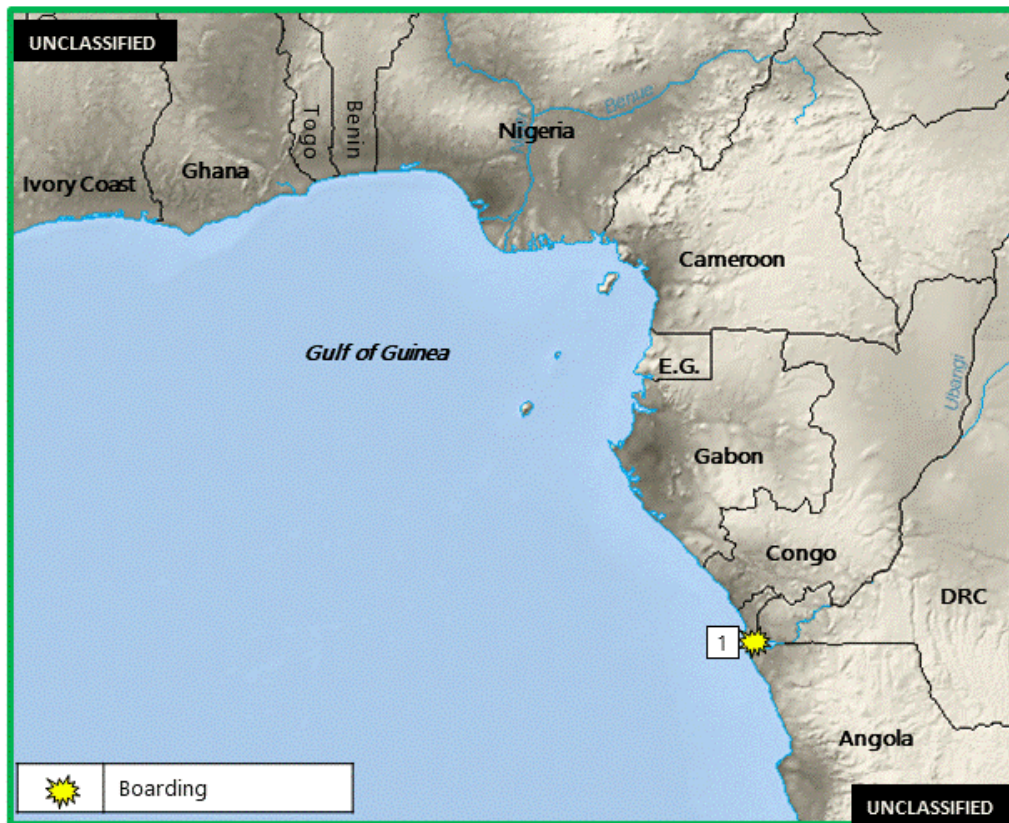 UNCLASSIFIED
Ivory Coast
Ghana
Togo
Benin
Nigeria
Benue
Cameroon
Gulf of Guinea
E.G.
Ubangi
Gabon
Congo
DRC
1
Angola
Boarding
UNCLASSIFIED